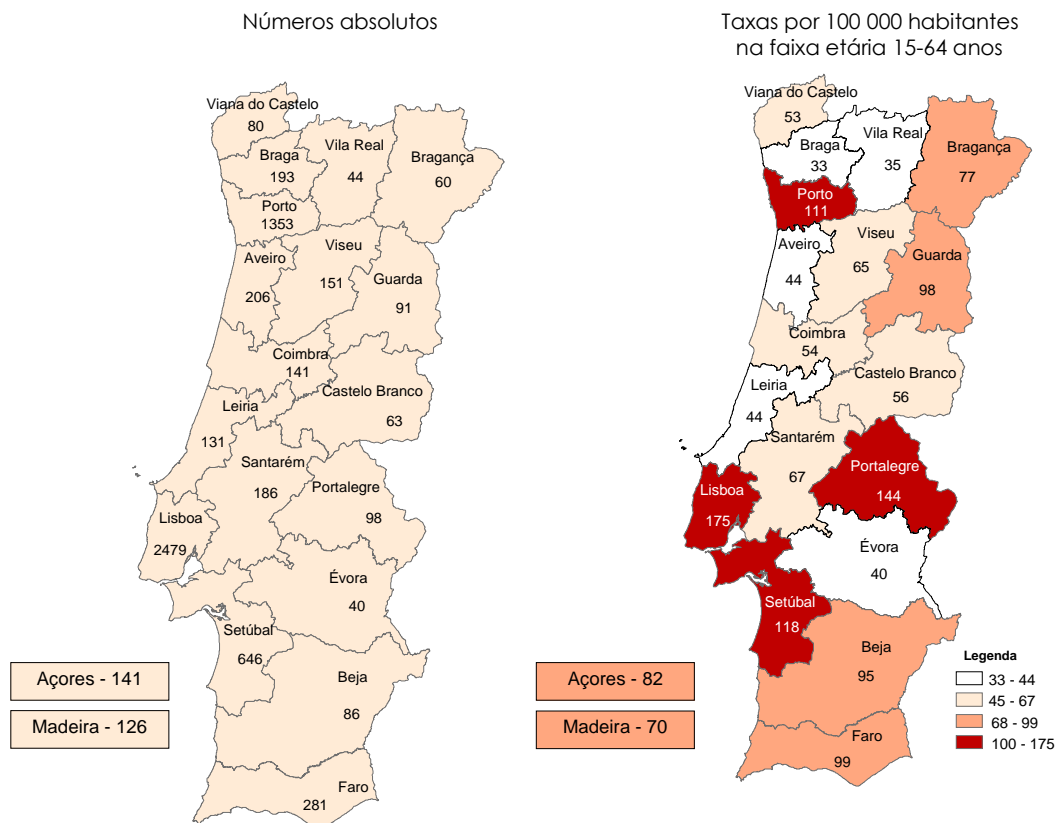 Números absolutos
Viana do Castelo
80
Braga
193
Vila Real
44
Bragança
60
Porto
1353
Aveiro
206
Viseu
151
Guarda
91
Coimbra
141
Castelo Branco
63
Leiria
131
Santarém
186
Portalegre
98
Lisboa
2479
Évora
40
Setúbal
646
Beja
86
Faro
281
Açores - 141
Madeira - 126
Taxas por 100 000 habitantes
na faixa etária 15-64 anos
Viana do Castelo
53
Braga
33
Vila Real
35
Bragança
77
Porto
111
Aveiro
44
Viseu
65
Guarda
98
Coimbra
54
Castelo Branco
56
Leiria
44
Santarém
67
Portalegre
144
Lisboa
175
Évora
40
Setúbal
118
Beja
95
Faro
99
Açores - 82
Madeira - 70
Legenda
33 - 44
45 - 67
68 - 99
100 - 175